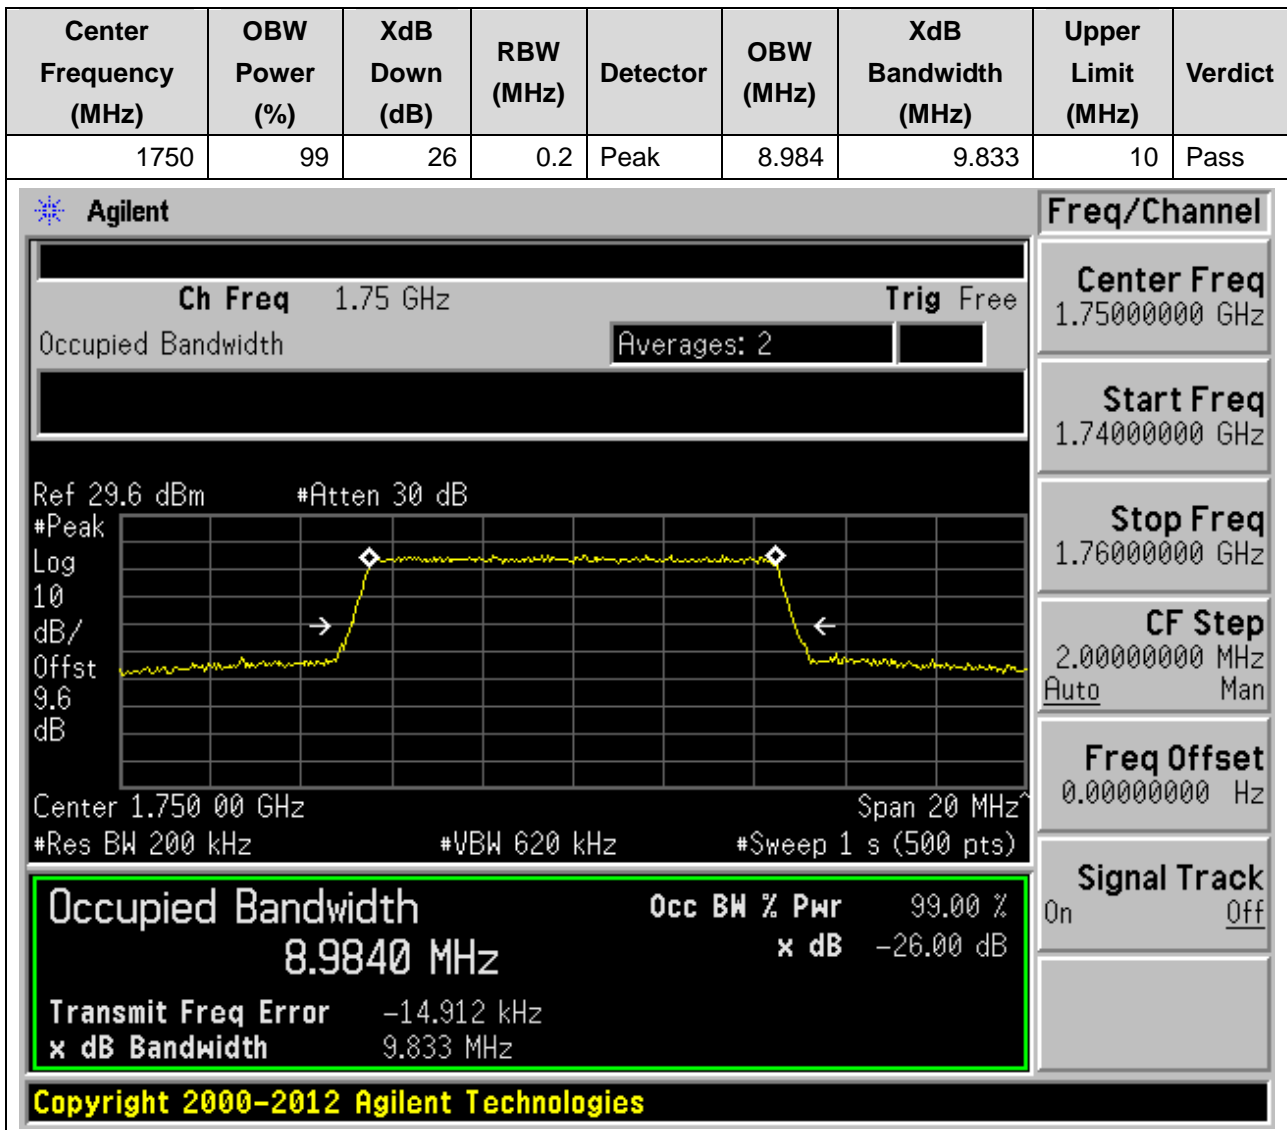 Center Frequency (MHz) OBW Power (%) XdB Down (dB) RBW (MHz) Detector OBW (MHz) XdB Bandwidth (MHz) Upper Limit (MHz) Verdict
1750 99 26 0.2 Peak 8.984 9.833 10 Pass
Agilent
Freq/Channel
Ch Freq 1.75 GHz Trig Free
Occupied Bandwidth Averages: 2
Center Freq
1.75000000 GHz
Start Freq
1.74000000 GHz
Stop Freq
1.76000000 GHz
CF Step
2.00000000 MHz
Auto Man
Freq Offset
0.00000000 Hz
Signal Track
On Off
Ref 29.6 dBm #Atten 30 dB
#Peak
Log
10
dB/
Offst
9.6
dB
Center 1.750 00 GHz Span 20 MHz^
#Res BW 200 kHz #VBW 620 kHz #Sweep 1 s (500 pts)
Occupied Bandwidth Occ BW % Pwr 99.00 %
8.9840 MHz x dB -26.00 dB
Transmit Freq Error -14.912 kHz
x dB Bandwidth 9.833 MHz
Copyright 2000-2012 Agilent Technologies